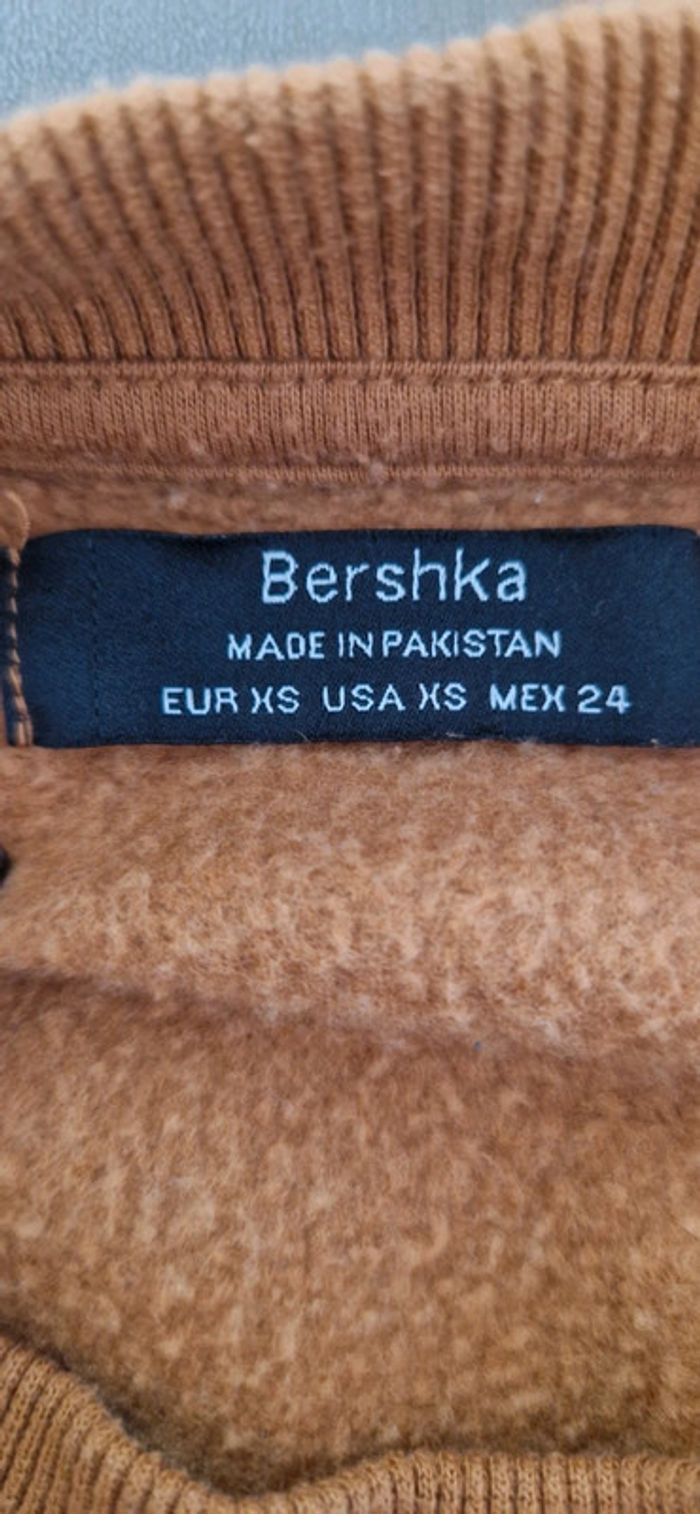 Bershka
MADE IN PAKISTAN
EUR XS USA XS MEX 24